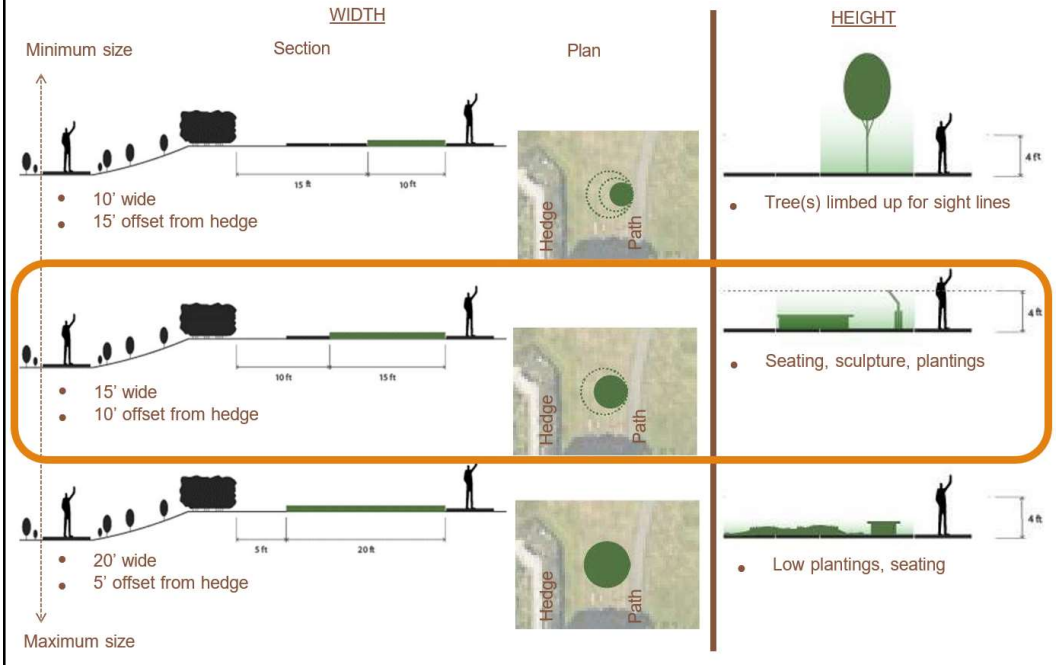 WIDTH
HEIGHT
Minimum size
Section
Plan
15 ft
10 ft
Hedge
Path
4 ft
• 10’ wide
• 15’ offset from hedge
• Tree(s) limbed up for sight lines
10 ft
15 ft
Hedge
Path
4 ft
• 15’ wide
• 10’ offset from hedge
• Seating, sculpture, plantings
5 ft
20 ft
Hedge
Path
4 ft
• 20’ wide
• 5’ offset from hedge
• Low plantings, seating
Maximum size